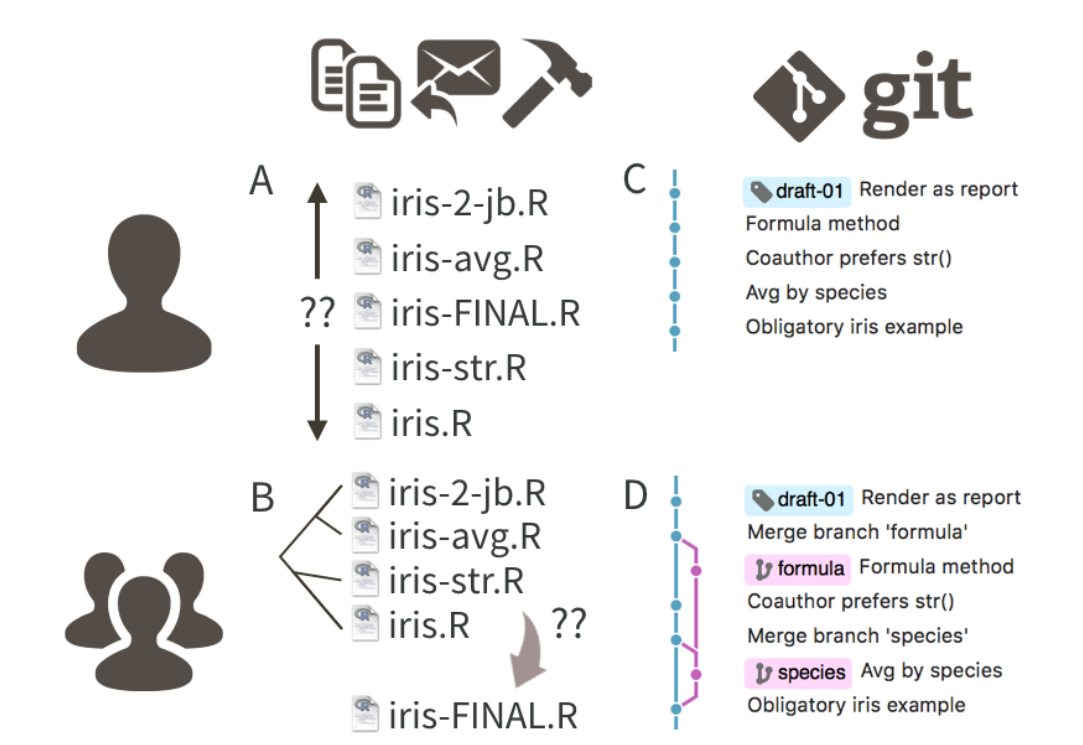 git
A
iris-2-jb.R
iris-avg.R
??
iris-FINAL.R
iris-str.R
iris.R
C
draft-01 Render as report
Formula method
Coauthor prefers str()
Avg by species
Obligatory iris example
B
iris-2-jb.R
iris-avg.R
iris-str.R
iris.R
??
iris-FINAL.R
D
draft-01 Render as report
Merge branch 'formula'
formula Formula method
Coauthor prefers str()
Merge branch 'species'
species Avg by species
Obligatory iris example